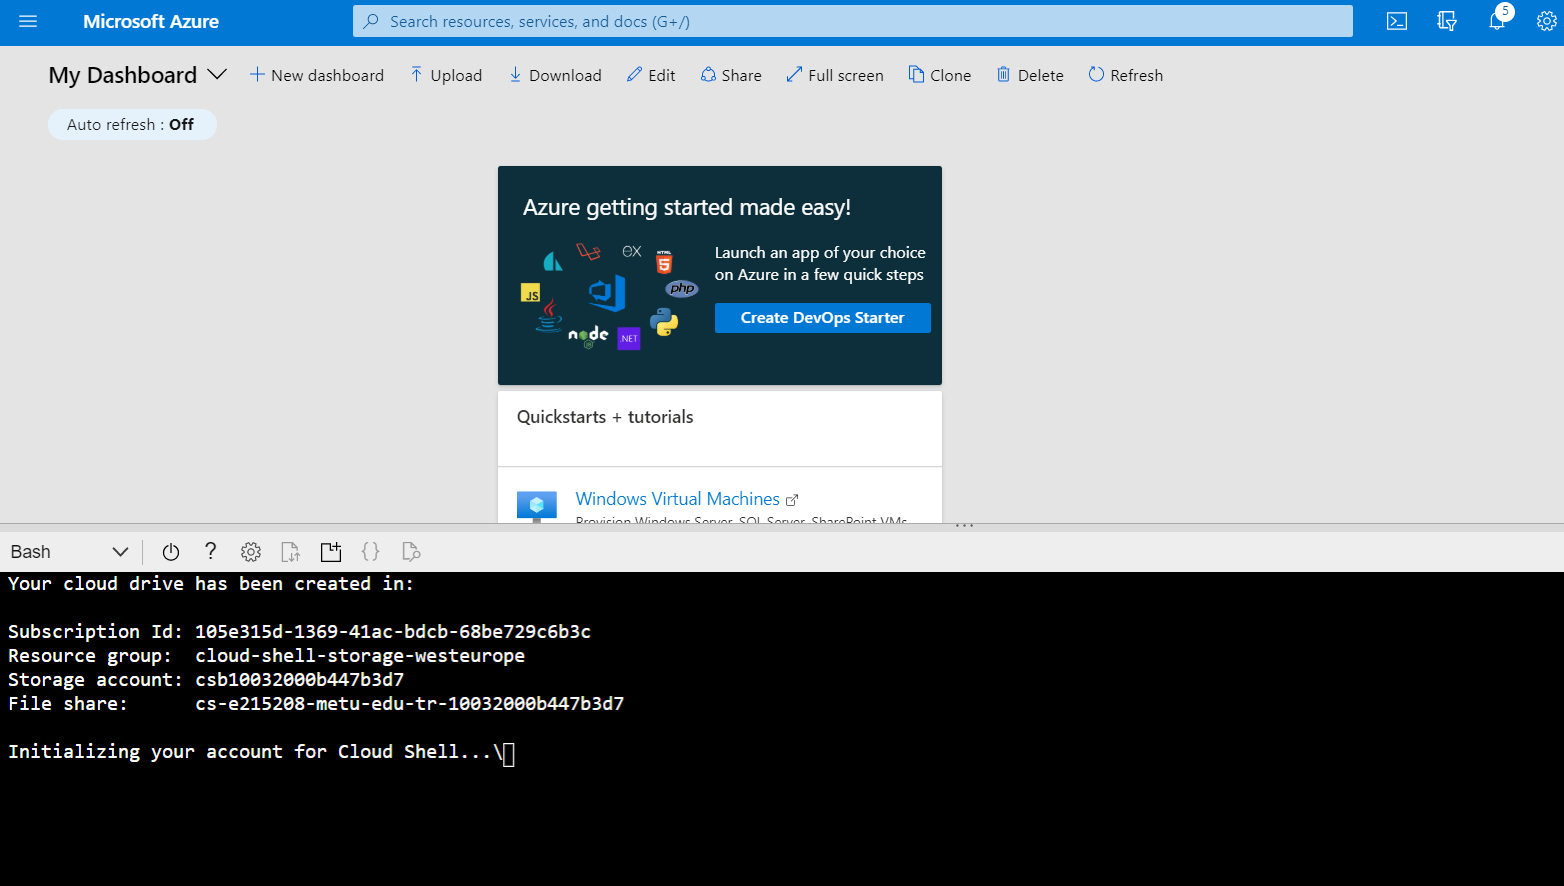 Microsoft Azure
Search resources, services, and docs (G+/)
5
My Dashboard
New dashboard
Upload
Download
Edit
Share
Full screen
Clone
Delete
Refresh
Auto refresh : Off
Azure getting started made easy!
ex
HTML
5
JS
php
node
JS
.NET
Launch an app of your choice
on Azure in a few quick steps
Create DevOps Starter
Quickstarts + tutorials
Windows Virtual Machines
Provision Windows Server, SQL Server, SharePoint VMs
Bash
?
{}
Your cloud drive has been created in:
Subscription Id: 105e315d-1369-41ac-bdcb-68be729c6b3c
Resource group: cloud-shell-storage-westeurope
Storage account: csb10032000b447b3d7
File share: cs-e215208-metu-edu-tr-10032000b447b3d7
Initializing your account for Cloud Shell...\